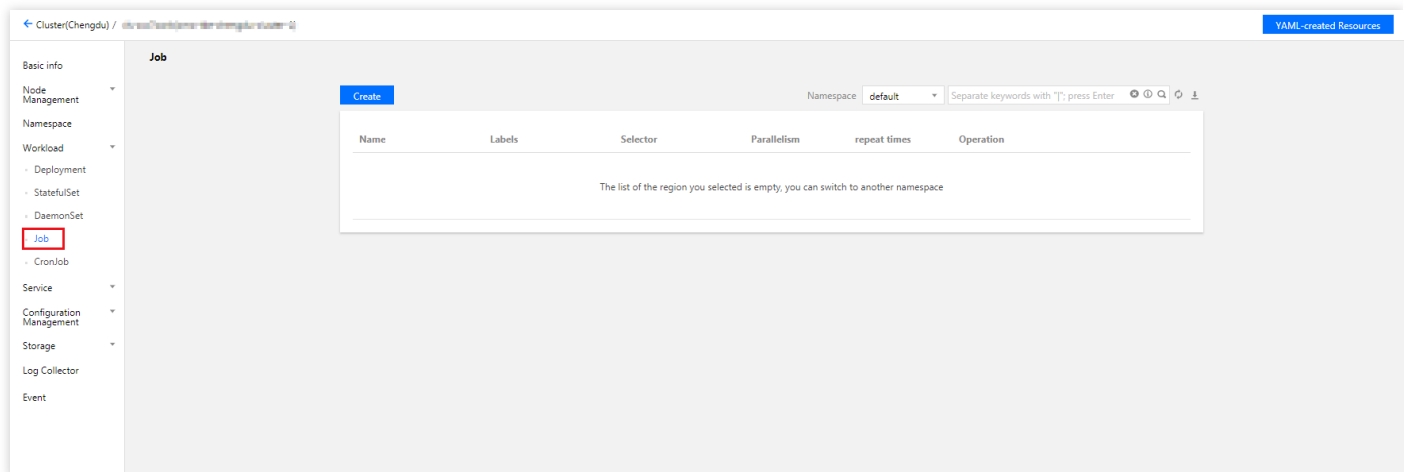 Cluster(Chengdu) /
YAML-created Resources
Basic info
Node
Management
Namespace
Workload
Deployment
StatefulSet
DaemonSet
Job
CronJob
Service
Configuration
Management
Storage
Log Collector
Event
Job
Create
Namespace default Separate keywords with "|"; press Enter
Name Labels Selector Parallelism repeat times Operation
The list of the region you selected is empty, you can switch to another namespace